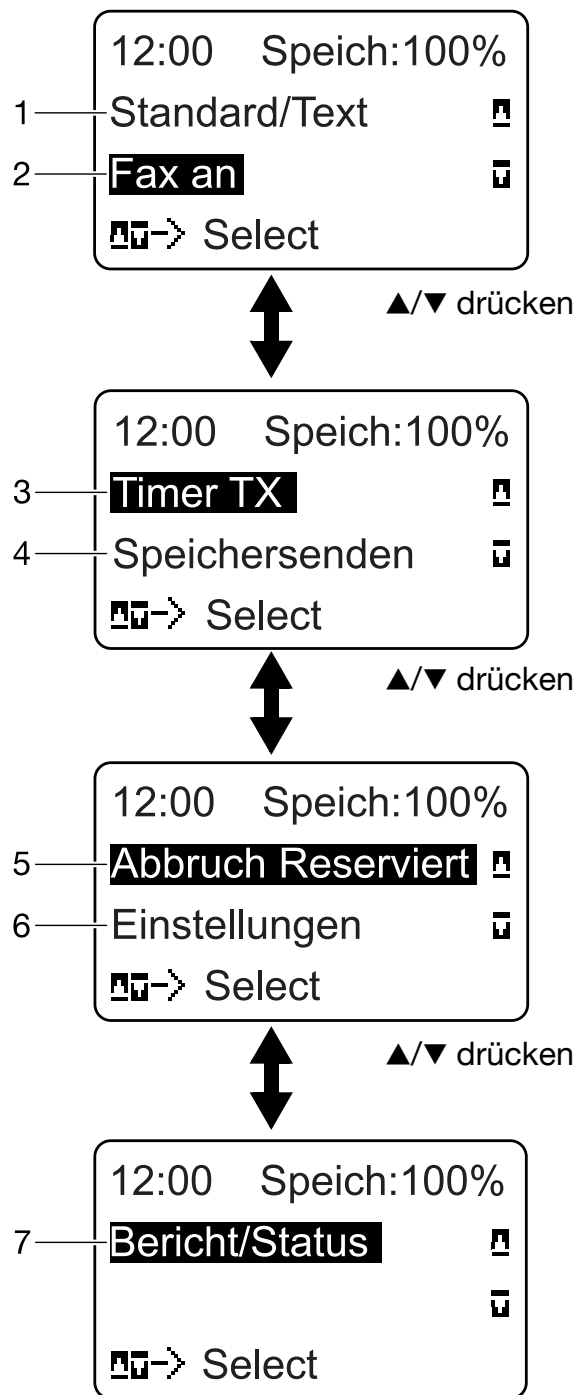 12:00 Speich:100%
1 Standard/Text
2 Fax an
-> Select
▲/▼ drücken
12:00 Speich:100%
3 Timer TX
4 Speichersenden
-> Select
▲/▼ drücken
12:00 Speich:100%
5 Abbruch Reserviert
6 Einstellungen
-> Select
▲/▼ drücken
12:00 Speich:100%
7 Bericht/Status
-> Select